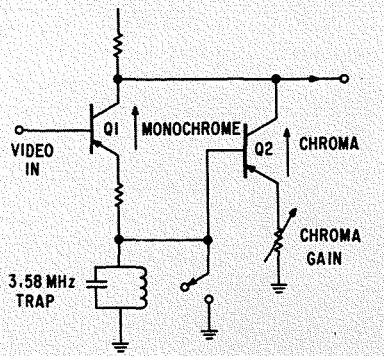 Q1
MONOCHROME
VIDEO
IN
Q2
CHROMA
CHROMA
GAIN
3.58 MHz
TRAP